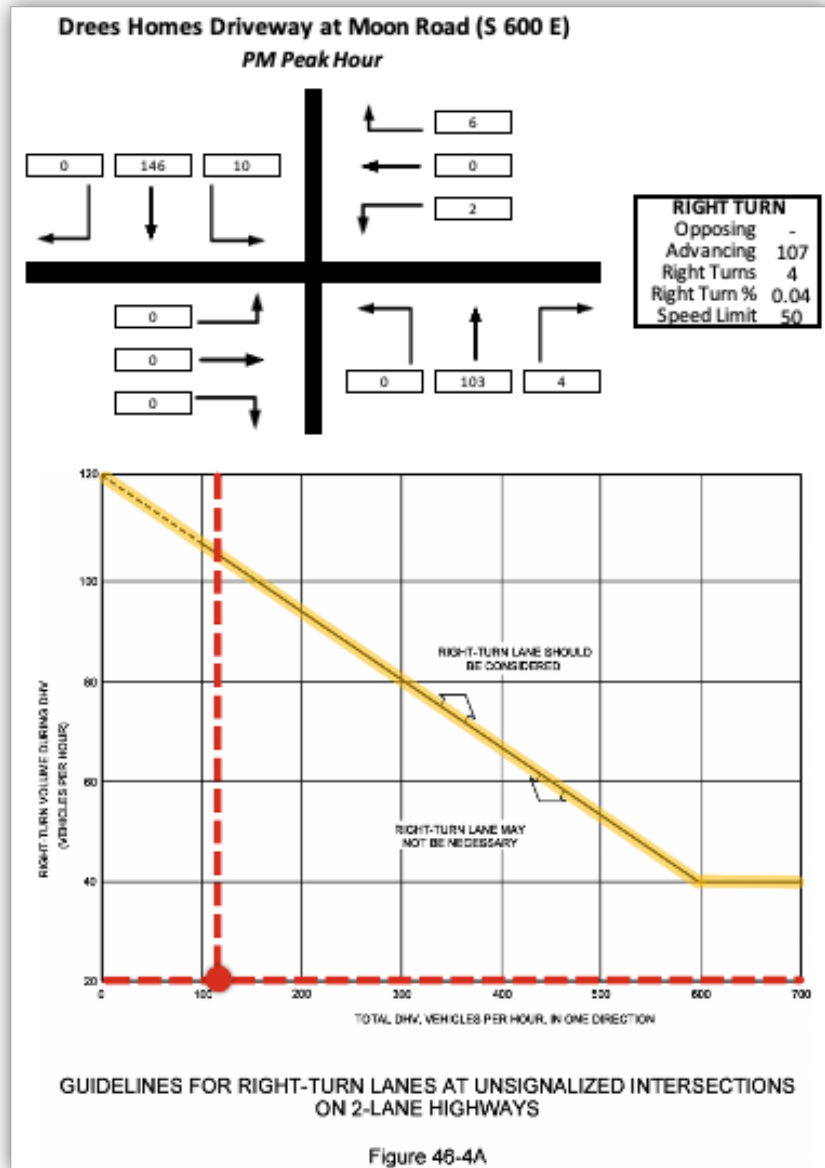 Drees Homes Driveway at Moon Road (S 600 E)
PM Peak Hour
6
0 146 10 0
2
RIGHT TURN
Opposing -
Advancing 107
Right Turns 4
Right Turn % 0.04
Speed Limit 50
0
0
0 103 4
0
120
100
80
60
40
20
RIGHT-TURN VOLUME DURING DHV
(VEHICLES PER HOUR)
RIGHT-TURN LANE SHOULD
BE CONSIDERED
RIGHT-TURN LANE MAY
NOT BE NECESSARY
0 100 200 300 400 500 600 700
TOTAL DHV, VEHICLES PER HOUR, IN ONE DIRECTION
GUIDELINES FOR RIGHT-TURN LANES AT UNSIGNALIZED INTERSECTIONS
ON 2-LANE HIGHWAYS
Figure 46-4A